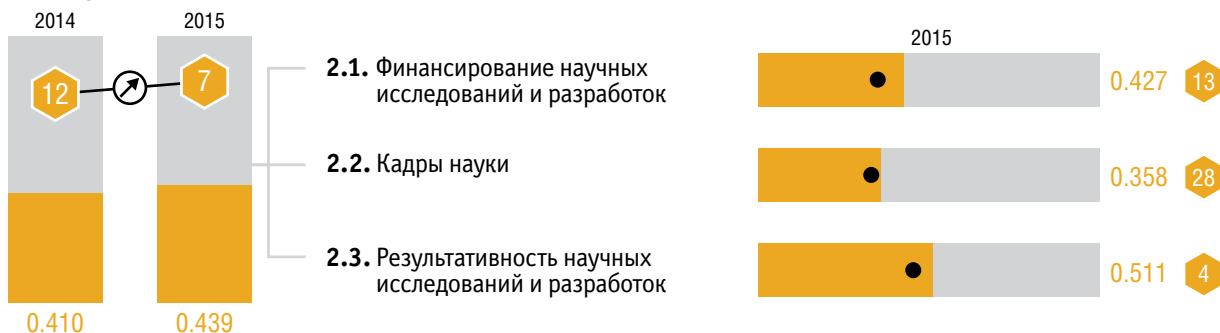 2014
2015
12
7
0.410
0.439
2.1. Финансирование научных
исследований и разработок
2.2. Кадры науки
2.3. Результативность научных
исследований и разработок
2015
0.427
13
0.358
28
0.511
4